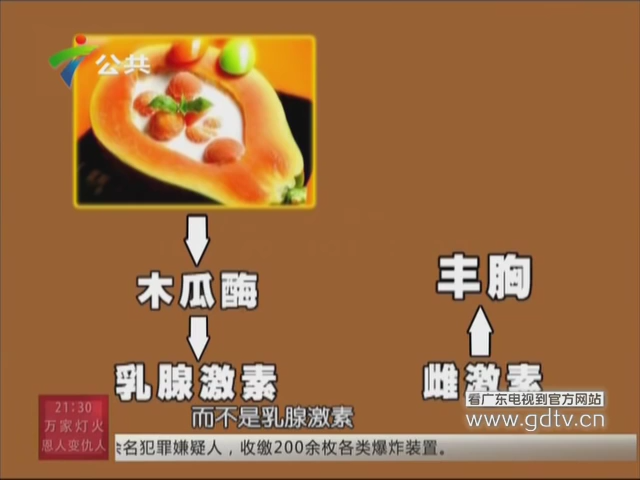 公共
木瓜酶
丰胸
乳腺激素
雌激素
而不是乳腺激素
看广东电视到官方网站
www.gdtv.cn
21:30
万家灯火
恩人变仇人
余名犯罪嫌疑人，收缴200余枚各类爆炸装置。